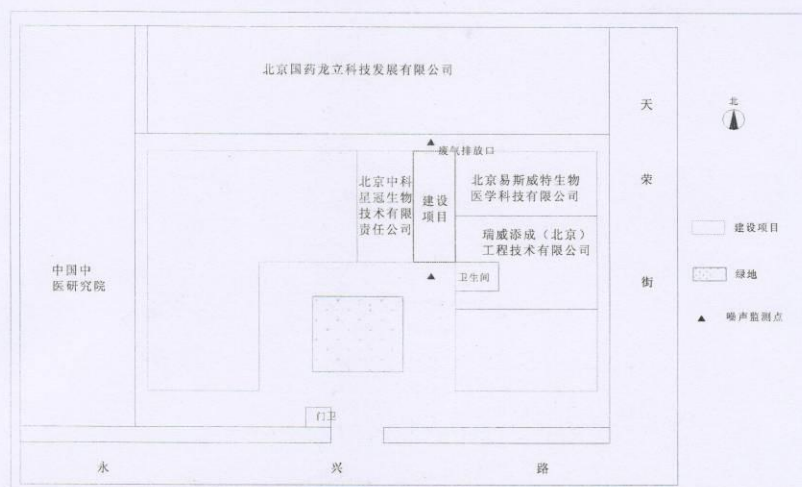 北京国药龙立科技发展有限公司
天
荣
街
北
废气排放口
北京中科
星冠生物
技术有限
责任公司
建设
项目
北京易斯威特生物
医学科技有限公司
瑞威添成（北京）
工程技术有限公司
卫生间
中国中
医研究院
建设项目
绿地
噪声监测点
门卫
永 兴 路